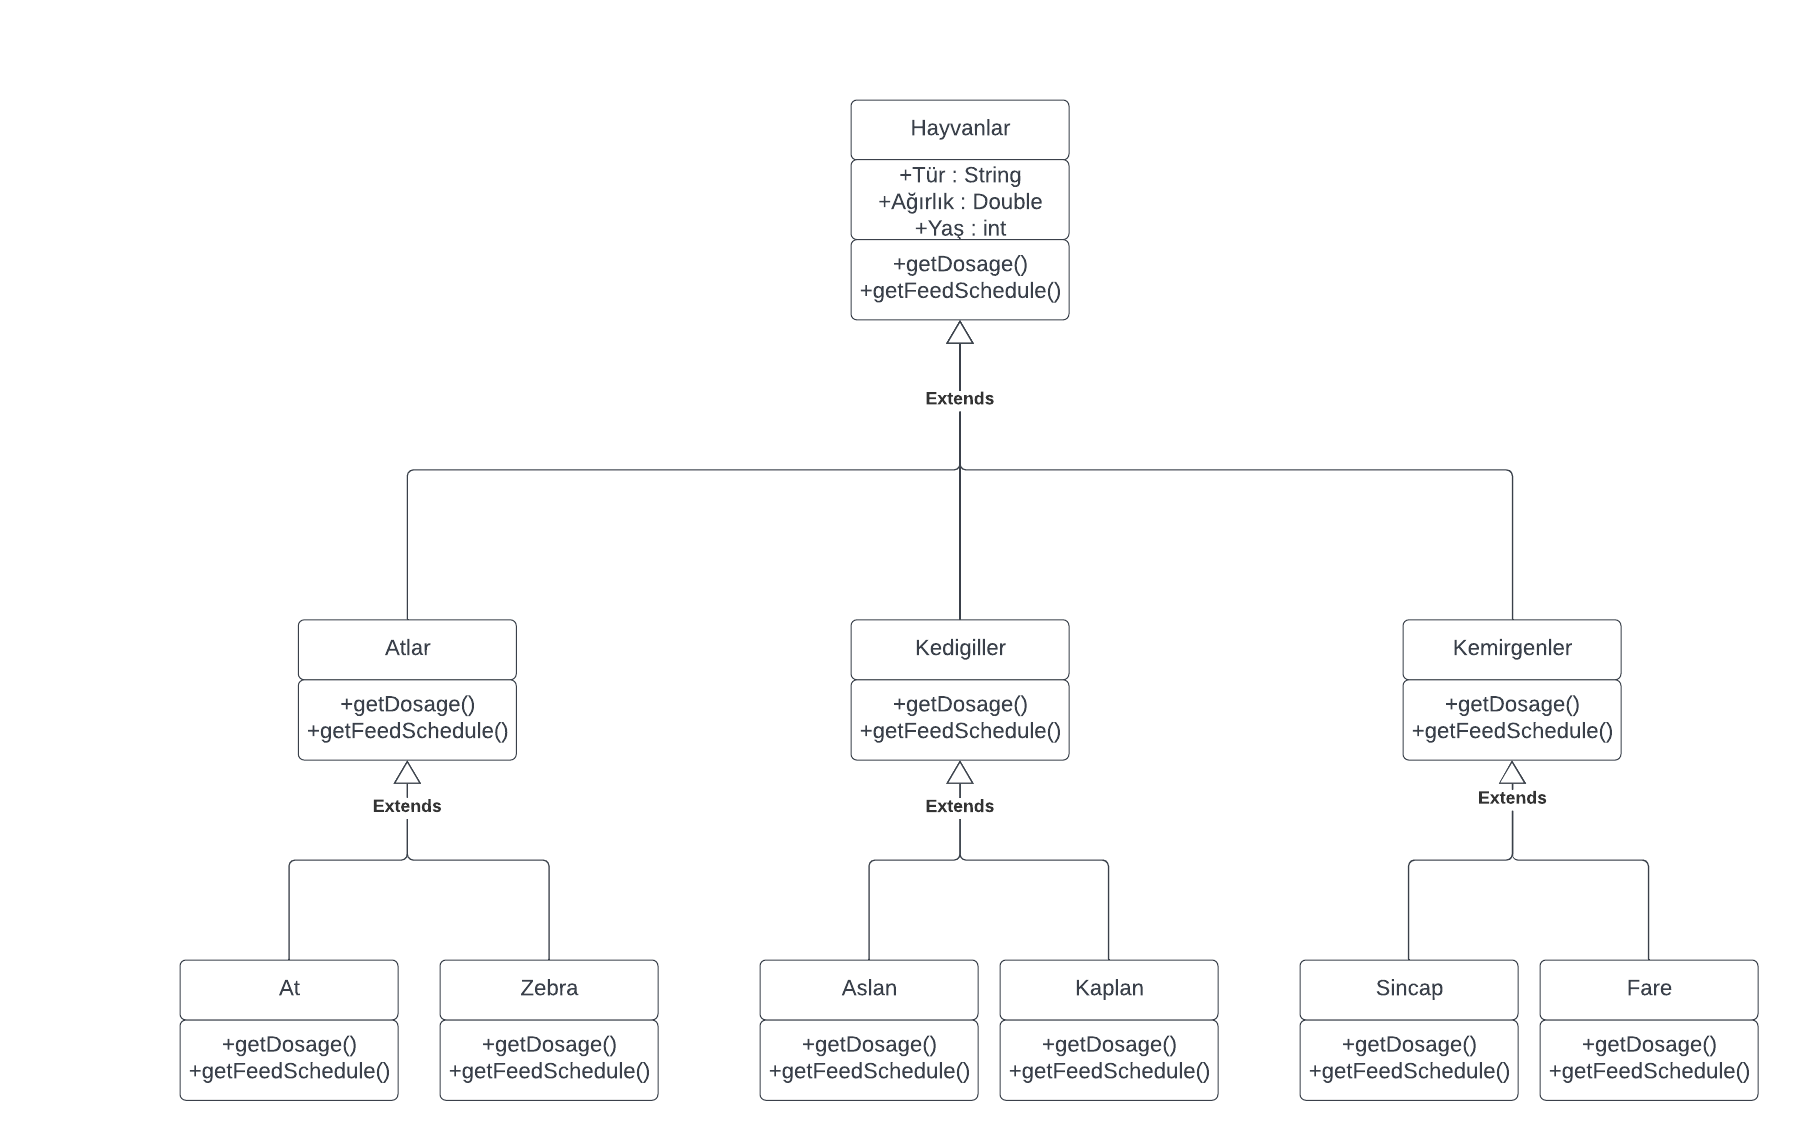 Hayvanlar
+Tür : String
+Ağırlık : Double
+Yaş : int
+getDosage()
+getFeedSchedule()
Extends
Atlar
+getDosage()
+getFeedSchedule()
Extends
Kedigiller
+getDosage()
+getFeedSchedule()
Extends
Kemirgenler
+getDosage()
+getFeedSchedule()
Extends
At
+getDosage()
+getFeedSchedule()
Zebra
+getDosage()
+getFeedSchedule()
Aslan
+getDosage()
+getFeedSchedule()
Kaplan
+getDosage()
+getFeedSchedule()
Sincap
+getDosage()
+getFeedSchedule()
Fare
+getDosage()
+getFeedSchedule()